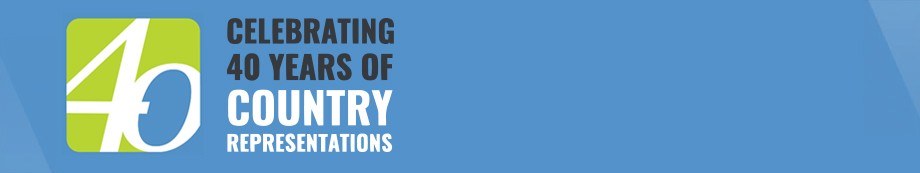 40
CELEBRATING
40 YEARS OF
COUNTRY
REPRESENTATIONS